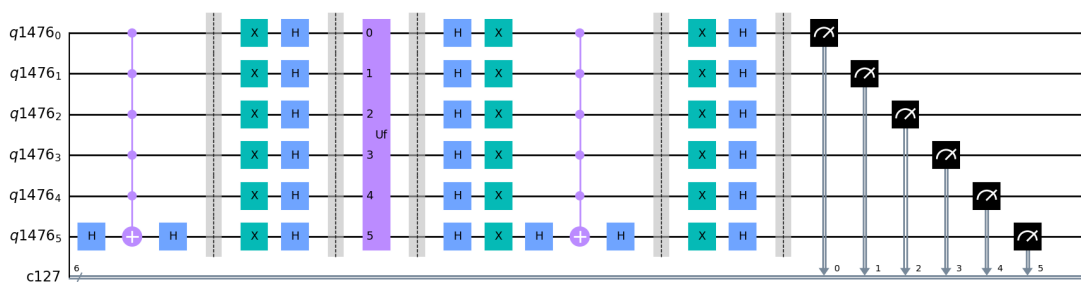 q1476₀ X H 0 H X X H
q1476₁ X H 1 H X X H
q1476₂ X H 2 H X X H
Uf
q1476₃ X H 3 H X X H
q1476₄ X H 4 H X X H
q1476₅ H H X H 5 H X H H X H
c127 6 0 1 2 3 4 5